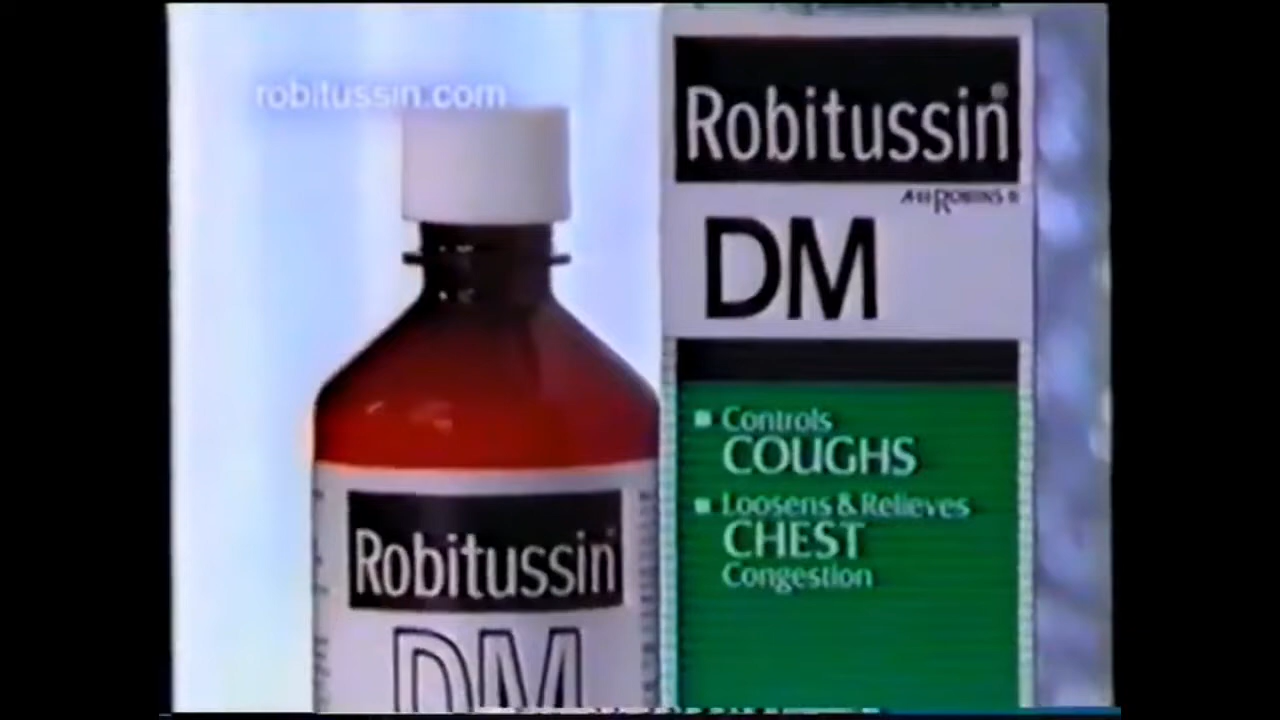 robitussin.com
Robitussin®
DM
Controls
COUGHS
Loosens & Relieves
CHEST
Congestion
Robitussin
DM